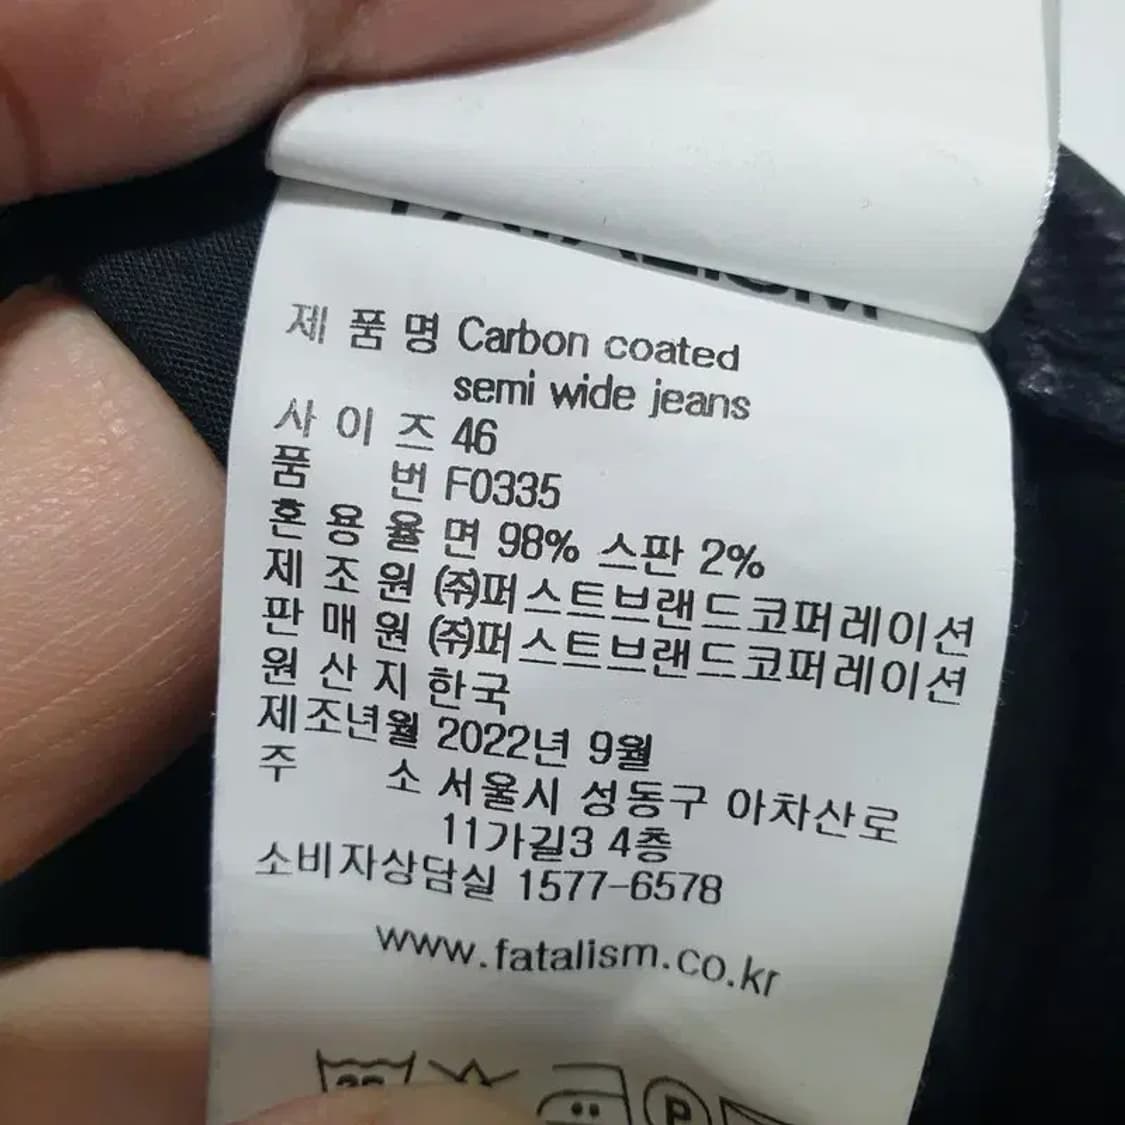 FATALISM
제 품 명 Carbon coated
semi wide jeans
사 이 즈 46
품 번 F0335
혼 용 율 면 98% 스판 2%
제 조 원 ㈜퍼스트브랜드코퍼레이션
판 매 원 ㈜퍼스트브랜드코퍼레이션
원 산 지 한국
제조년월 2022년 9월
주 소 서울시 성동구 아차산로
11가길3 4층
소비자상담실 1577-6578
www.fatalism.co.kr
P